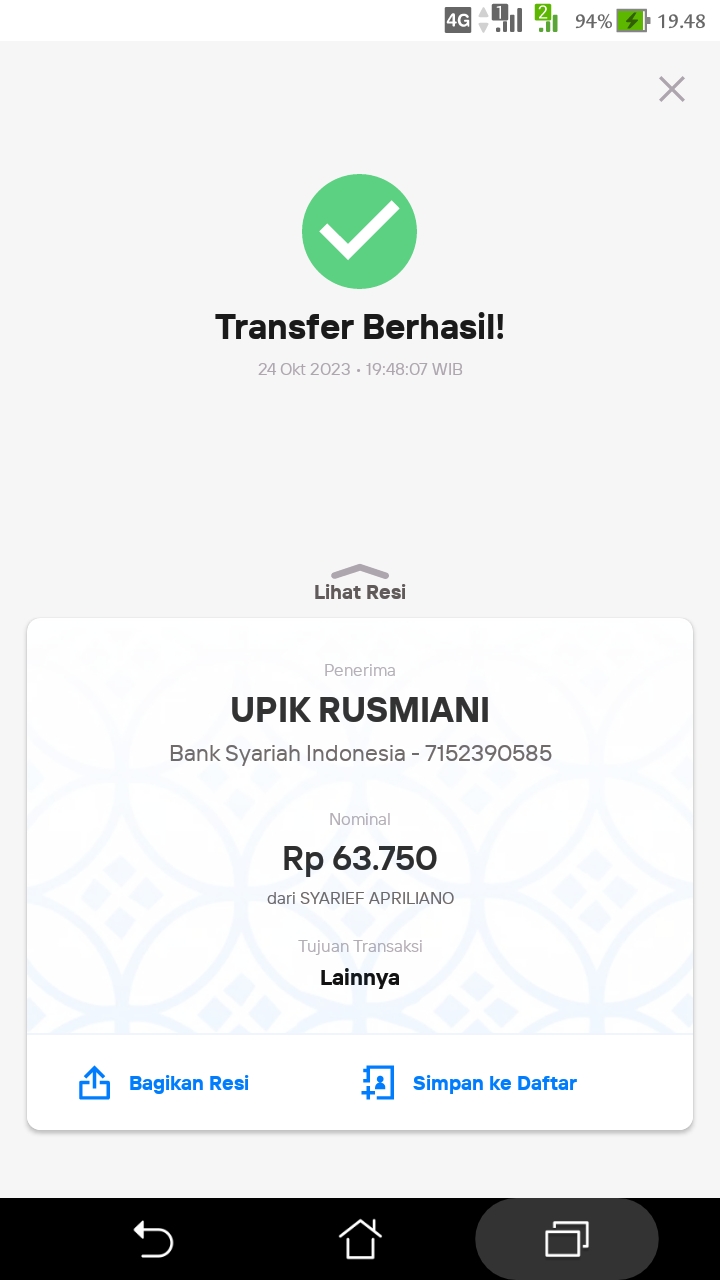 4G 1 2 94% 19.48
Transfer Berhasil!
24 Okt 2023 • 19:48:07 WIB
Lihat Resi
Penerima
UPIK RUSMIANI
Bank Syariah Indonesia - 7152390585
Nominal
Rp 63.750
dari SYARIEF APRILIANO
Tujuan Transaksi
Lainnya
Bagikan Resi
Simpan ke Daftar